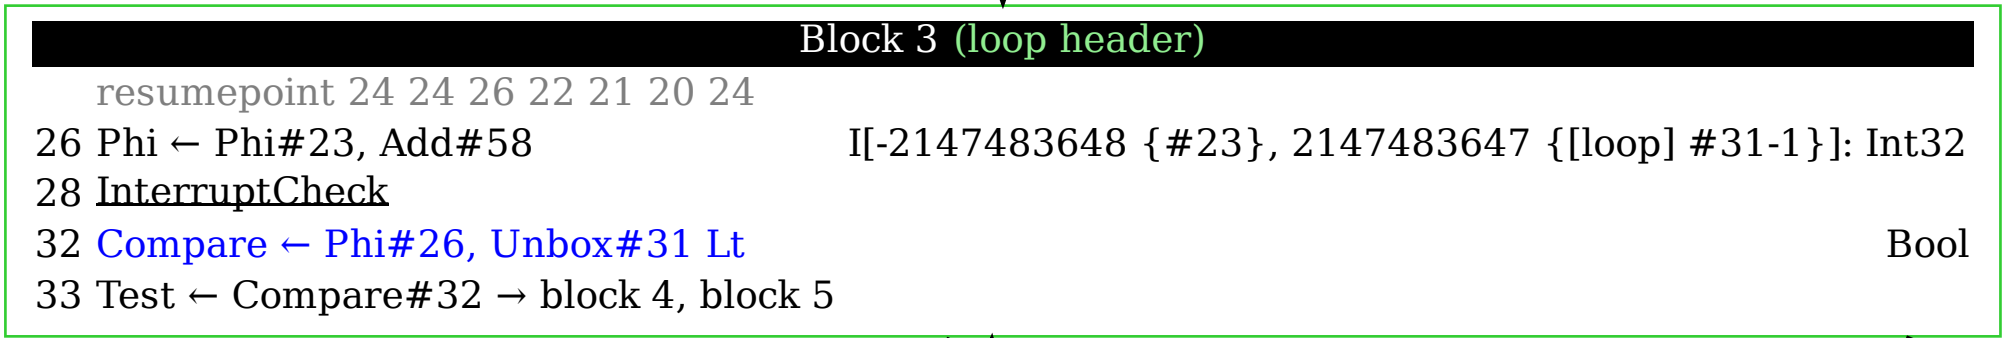 Block 3 (loop header)
resumepoint 24 24 26 22 21 20 24
26 Phi ← Phi#23, Add#58 I[-2147483648 {#23}, 2147483647 {[loop] #31-1}]: Int32
28 InterruptCheck
32 Compare ← Phi#26, Unbox#31 Lt Bool
33 Test ← Compare#32 → block 4, block 5